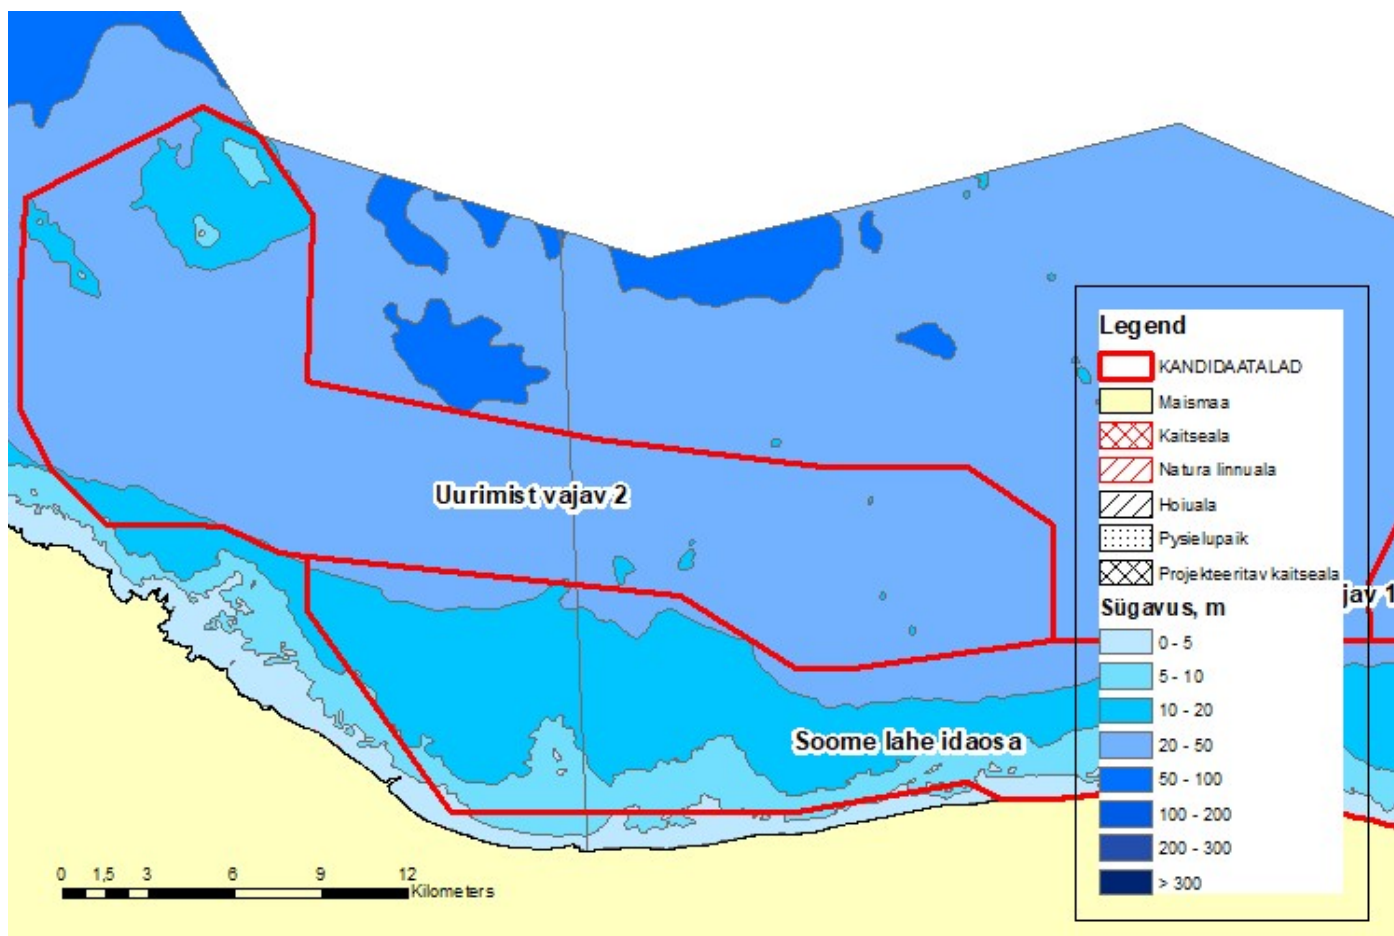 Uurimist vajav 2
Soome lahe idaosa
jav 1
Legend
KANDIDAATALAD
Maismaa
Kaitseala
Natura linnuala
Hoiuala
Pysielupaik
Projekteeritav kaitseala
Sügavus, m
0 - 5
5 - 10
10 - 20
20 - 50
50 - 100
100 - 200
200 - 300
> 300
0 1,5 3 6 9 12
Kilometers